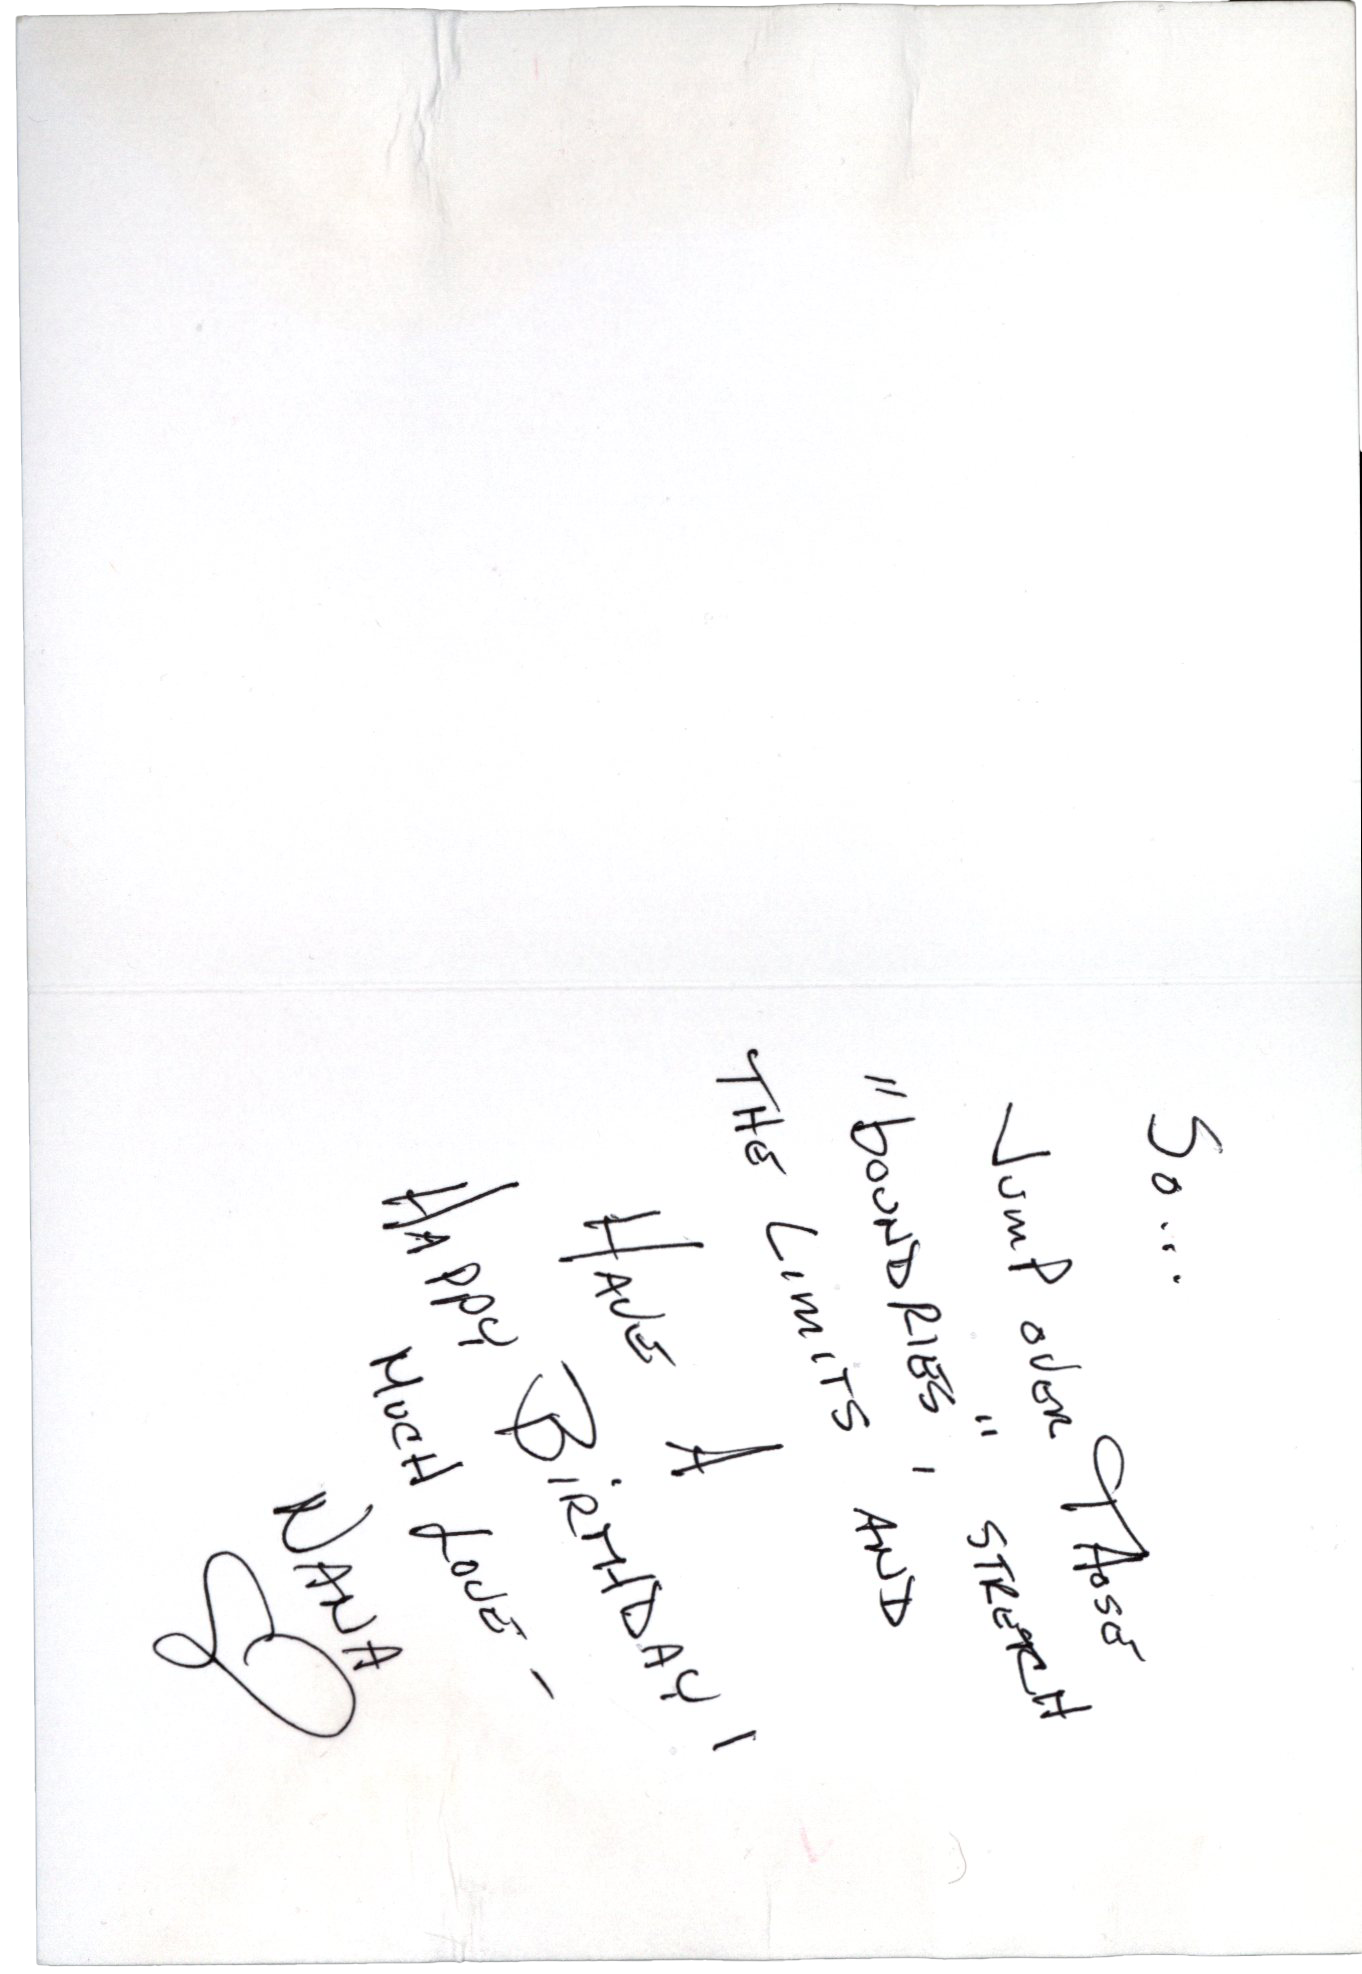 So...
Jump over Those
"boundries", STRETCH
THE LIMITS AND
HAVE A
HAPPY BIRTHDAY!
MUCH LOVE -
NANA